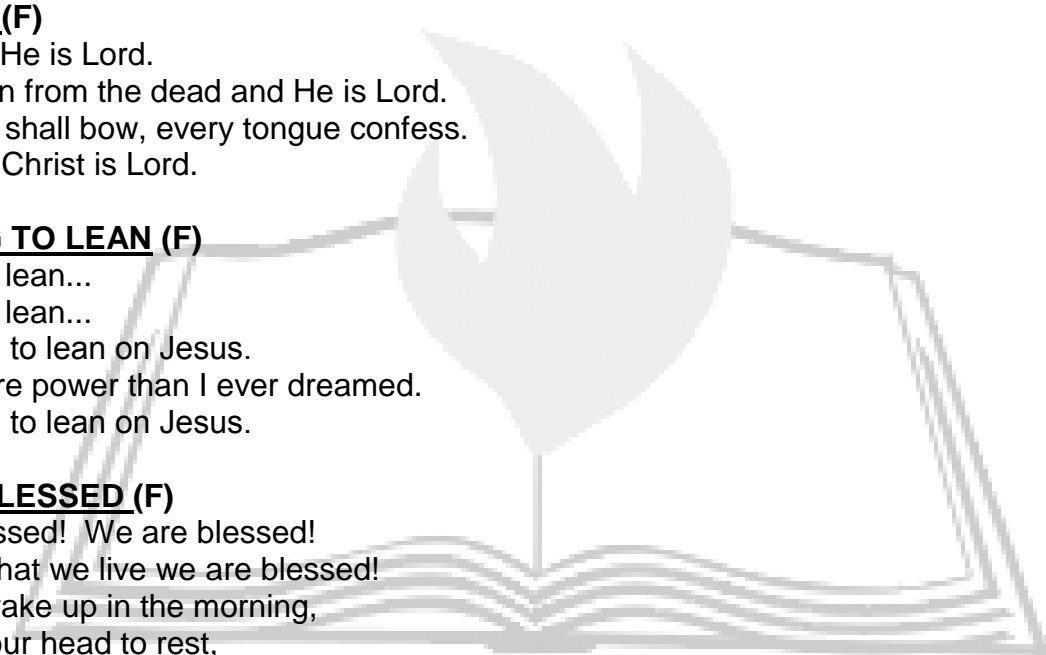 (F)
He is Lord.
n from the dead and He is Lord.
shall bow, every tongue confess.
Christ is Lord.
TO LEAN (F)
lean...
lean...
to lean on Jesus.
re power than I ever dreamed.
to lean on Jesus.
LESSED (F)
ssed! We are blessed!
hat we live we are blessed!
ake up in the morning,
our head to rest,